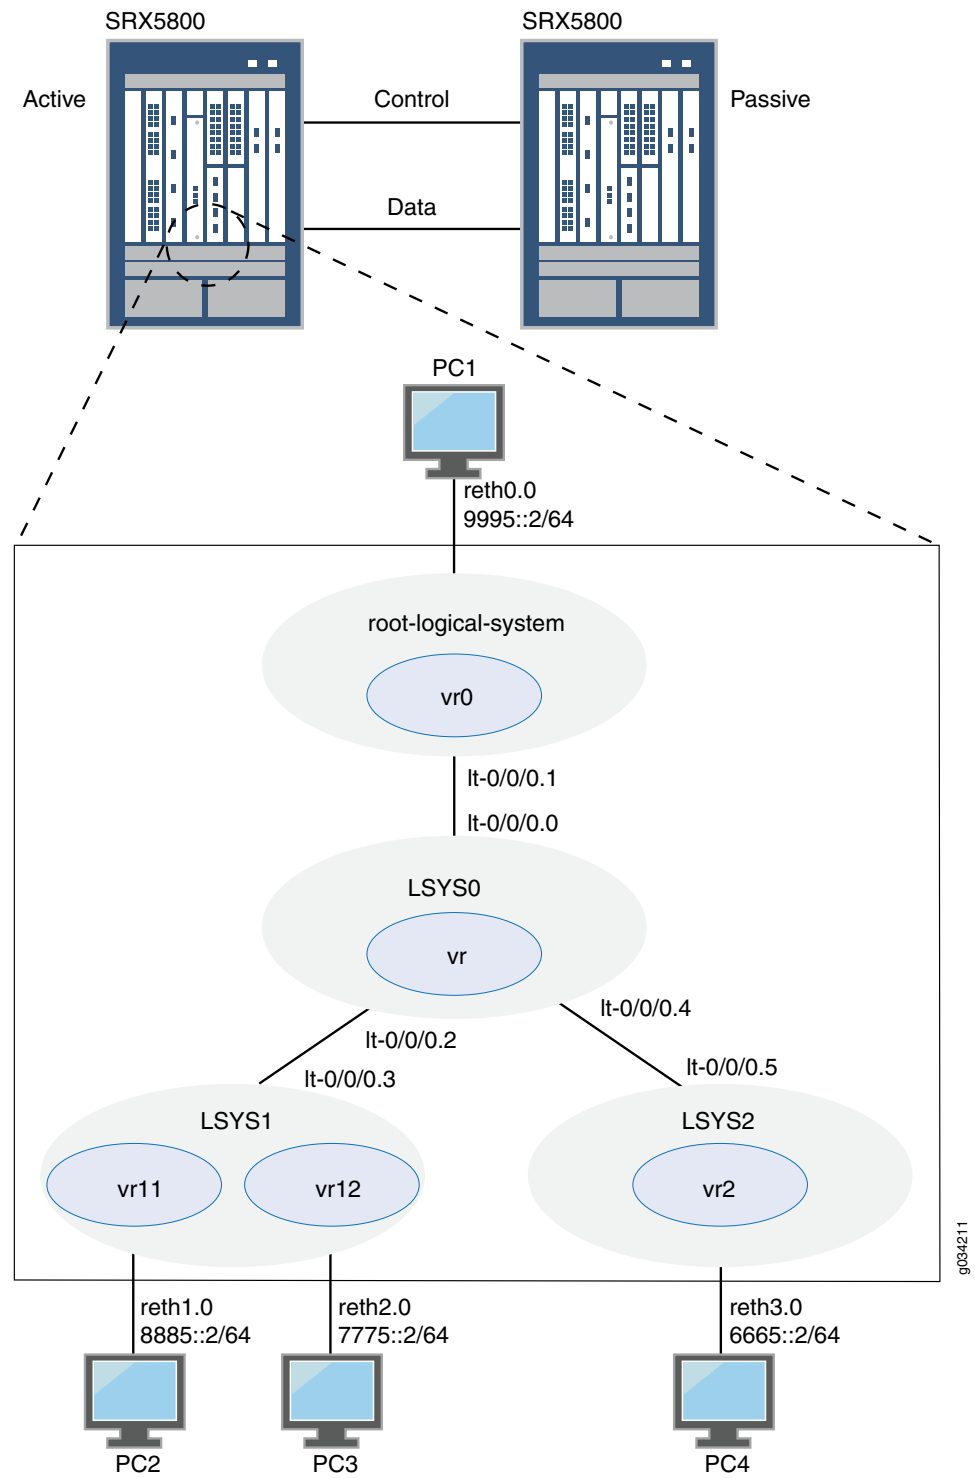 SRX5800
SRX5800
Active
Control
Passive
Data
PC1
reth0.0
9995::2/64
root-logical-system
vr0
lt-0/0/0.1
lt-0/0/0.0
LSYS0
vr
lt-0/0/0.4
lt-0/0/0.2
lt-0/0/0.5
lt-0/0/0.3
LSYS1
LSYS2
vr11
vr12
vr2
g034211
reth1.0
8885::2/64
reth2.0
7775::2/64
reth3.0
6665::2/64
PC2
PC3
PC4